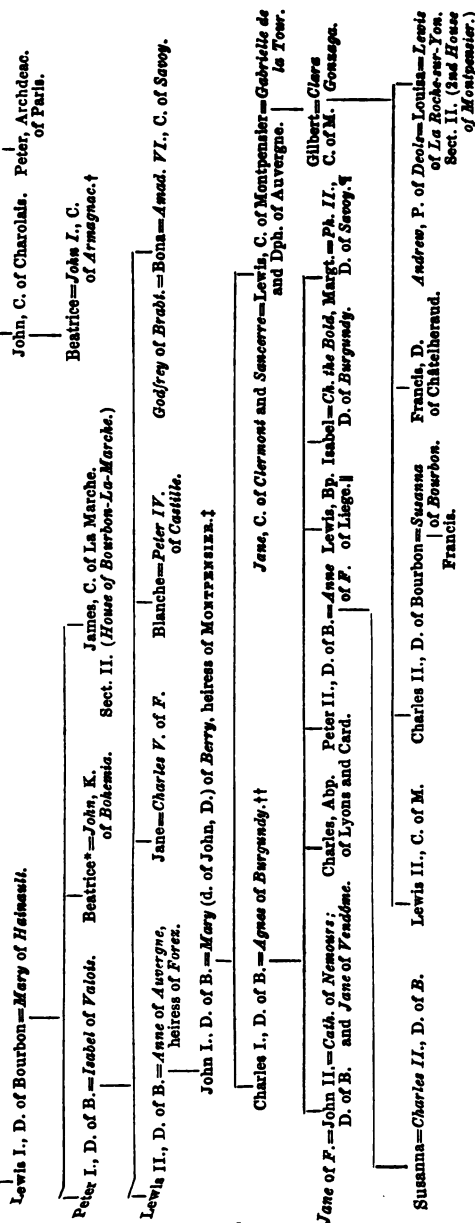 John, C. of Charolais. Peter, Archdeac.
of Paris.
Beatrice=John I., C.
of Armagnac.†
Lewis I., D. of Bourbon=Mary of Hainault.
Peter I., D. of B.=Isabel of Valois. Beatrice*=John, K. James, C. of La Marche.
of Bohemia. Sect. II. (House of Bourbon-La-Marche.)
Lewis II., D. of B.=Anne of Auvergne, Jane=Charles V. of F. Blanche=Peter IV. Godfrey of Brabt.=Bona=Amad. VI., C. of Savoy.
heiress of Forez. of Castille.
John I., D. of B.=Mary (d. of John, D.) of Berry, heiress of MONTPENSIER.‡
Charles I., D. of B.=Agnes of Burgundy.†† Jane, C. of Clermont and Sancerre=Lewis, C. of Montpensier=Gabrielle de
and Dph. of Auvergne. la Tour.
Jane of F.=John II.=Cath. of Nemours; Charles, Abp. Peter II., D. of B.=Anne Lewis, Bp. Isabel=Ch. the Bold, Margt.=Ph. II., Gilbert=Clara
D. of B. and Jane of Vendôme. of Lyons and Card. of F. of Liege.‖ D. of Burgundy. D. of Savoy.¶ C. of M. Gonzaga.
Susanna=Charles II., D. of B. Lewis II., C. of M. Charles II., D. of Bourbon=Susanna Francis, D. Andrew, P. of Deols=Louisa=Lewis
of Bourbon. of Châtelheraud. of La Roche-sur-Yon.
Francis. Sect. II. (2nd House
of Montpensier.)